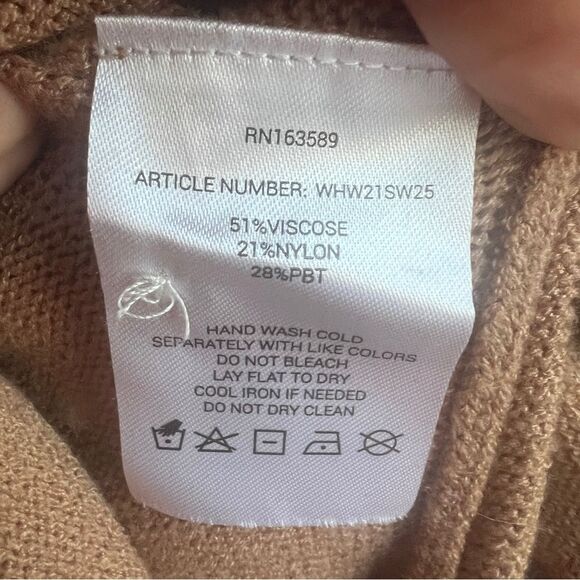 RN163589
ARTICLE NUMBER: WHW21SW25
51%VISCOSE
21%NYLON
28%PBT
HAND WASH COLD
SEPARATELY WITH LIKE COLORS
DO NOT BLEACH
LAY FLAT TO DRY
COOL IRON IF NEEDED
DO NOT DRY CLEAN